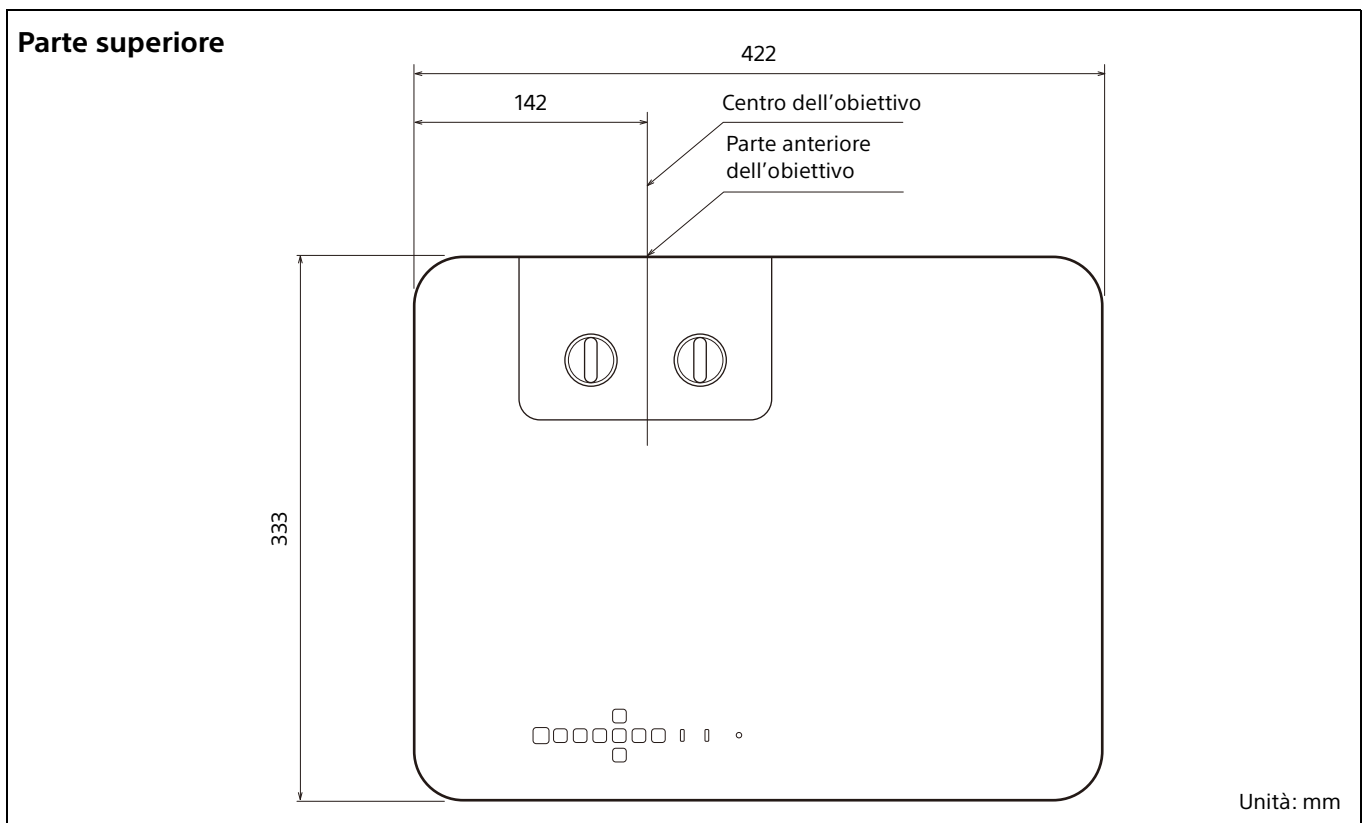 Parte superiore
422
142
Centro dell’obiettivo
Parte anteriore
dell’obiettivo
333
Unità: mm